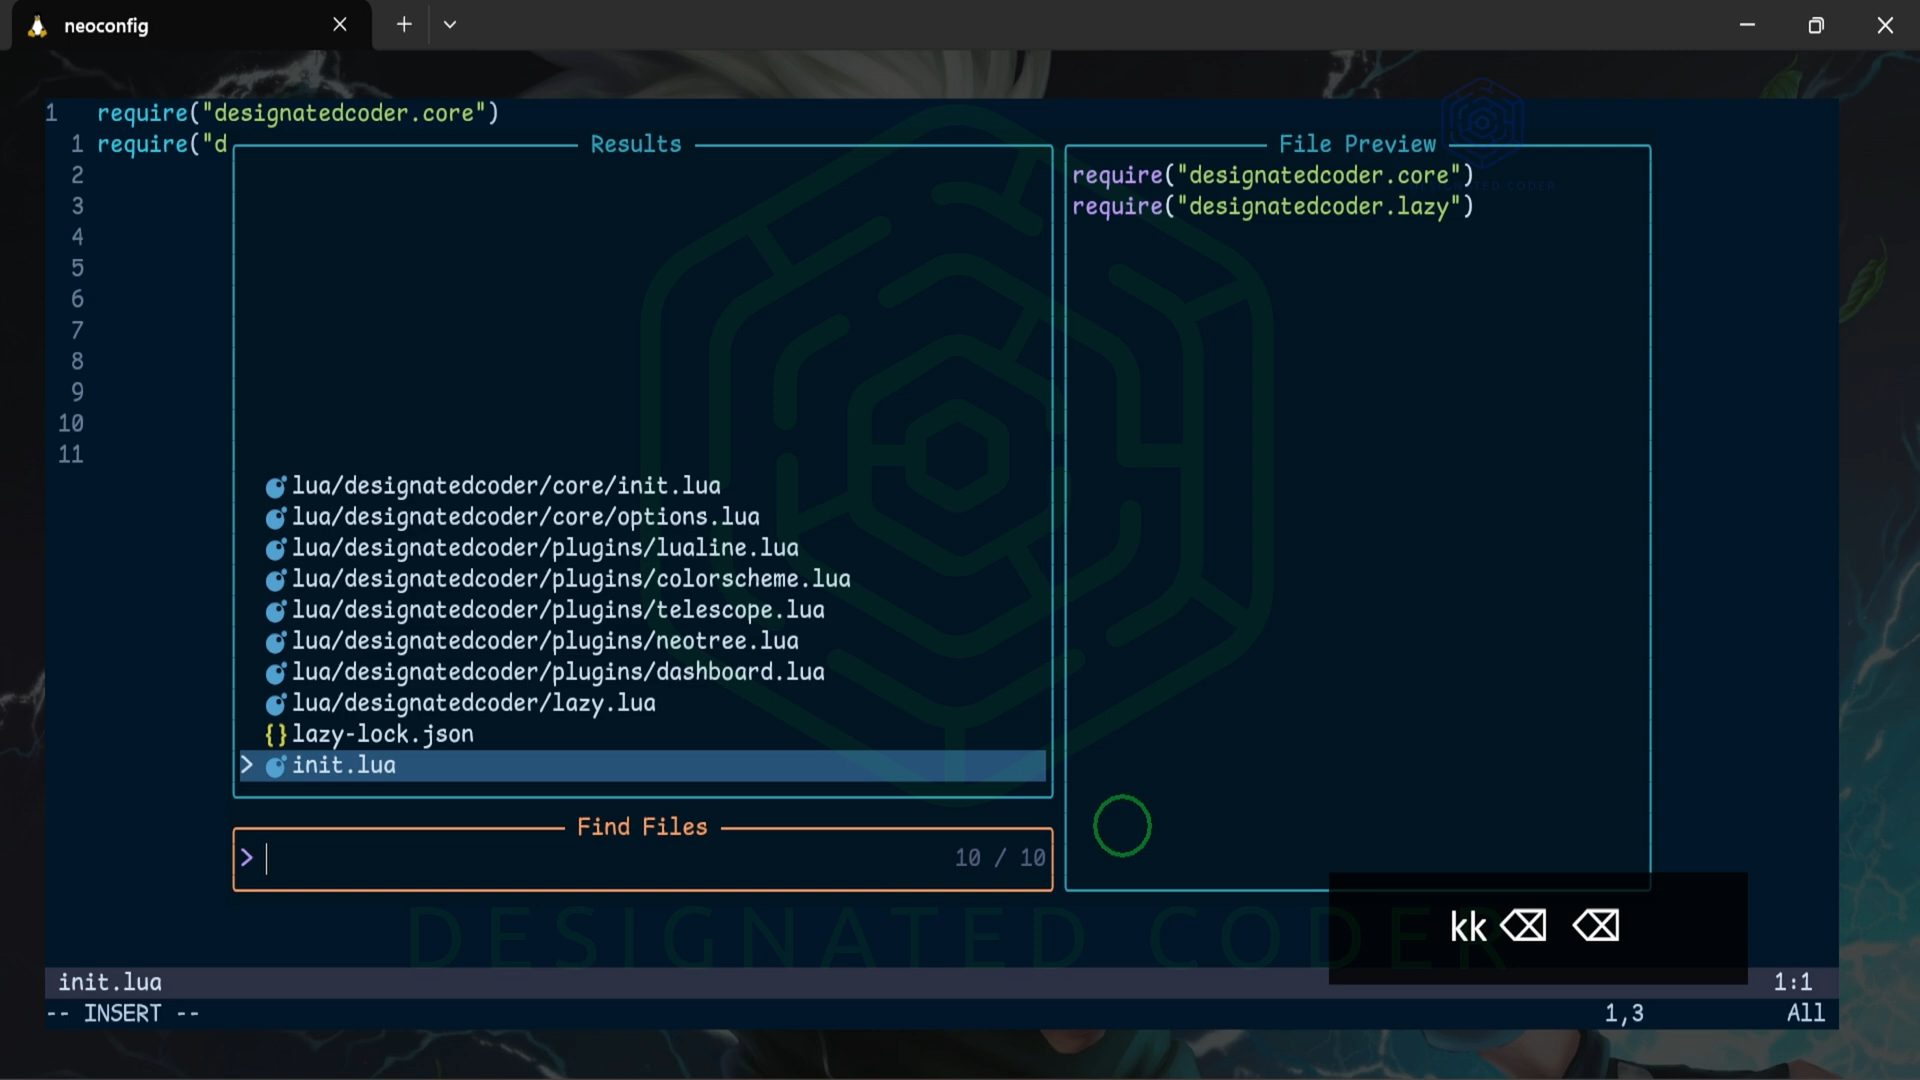 neoconfig
1 require("designatedcoder.core")
1 require("d
2
3
4
5
6
7
8
9
10
11
Results
lua/designatedcoder/core/init.lua
lua/designatedcoder/core/options.lua
lua/designatedcoder/plugins/lualine.lua
lua/designatedcoder/plugins/colorscheme.lua
lua/designatedcoder/plugins/telescope.lua
lua/designatedcoder/plugins/neotree.lua
lua/designatedcoder/plugins/dashboard.lua
lua/designatedcoder/lazy.lua
{} lazy-lock.json
> init.lua
Find Files
> 10 / 10
File Preview
require("designatedcoder.core")
require("designatedcoder.lazy")
DESIGNATED CODER
kk
init.lua 1:1
-- INSERT -- 1,3 All